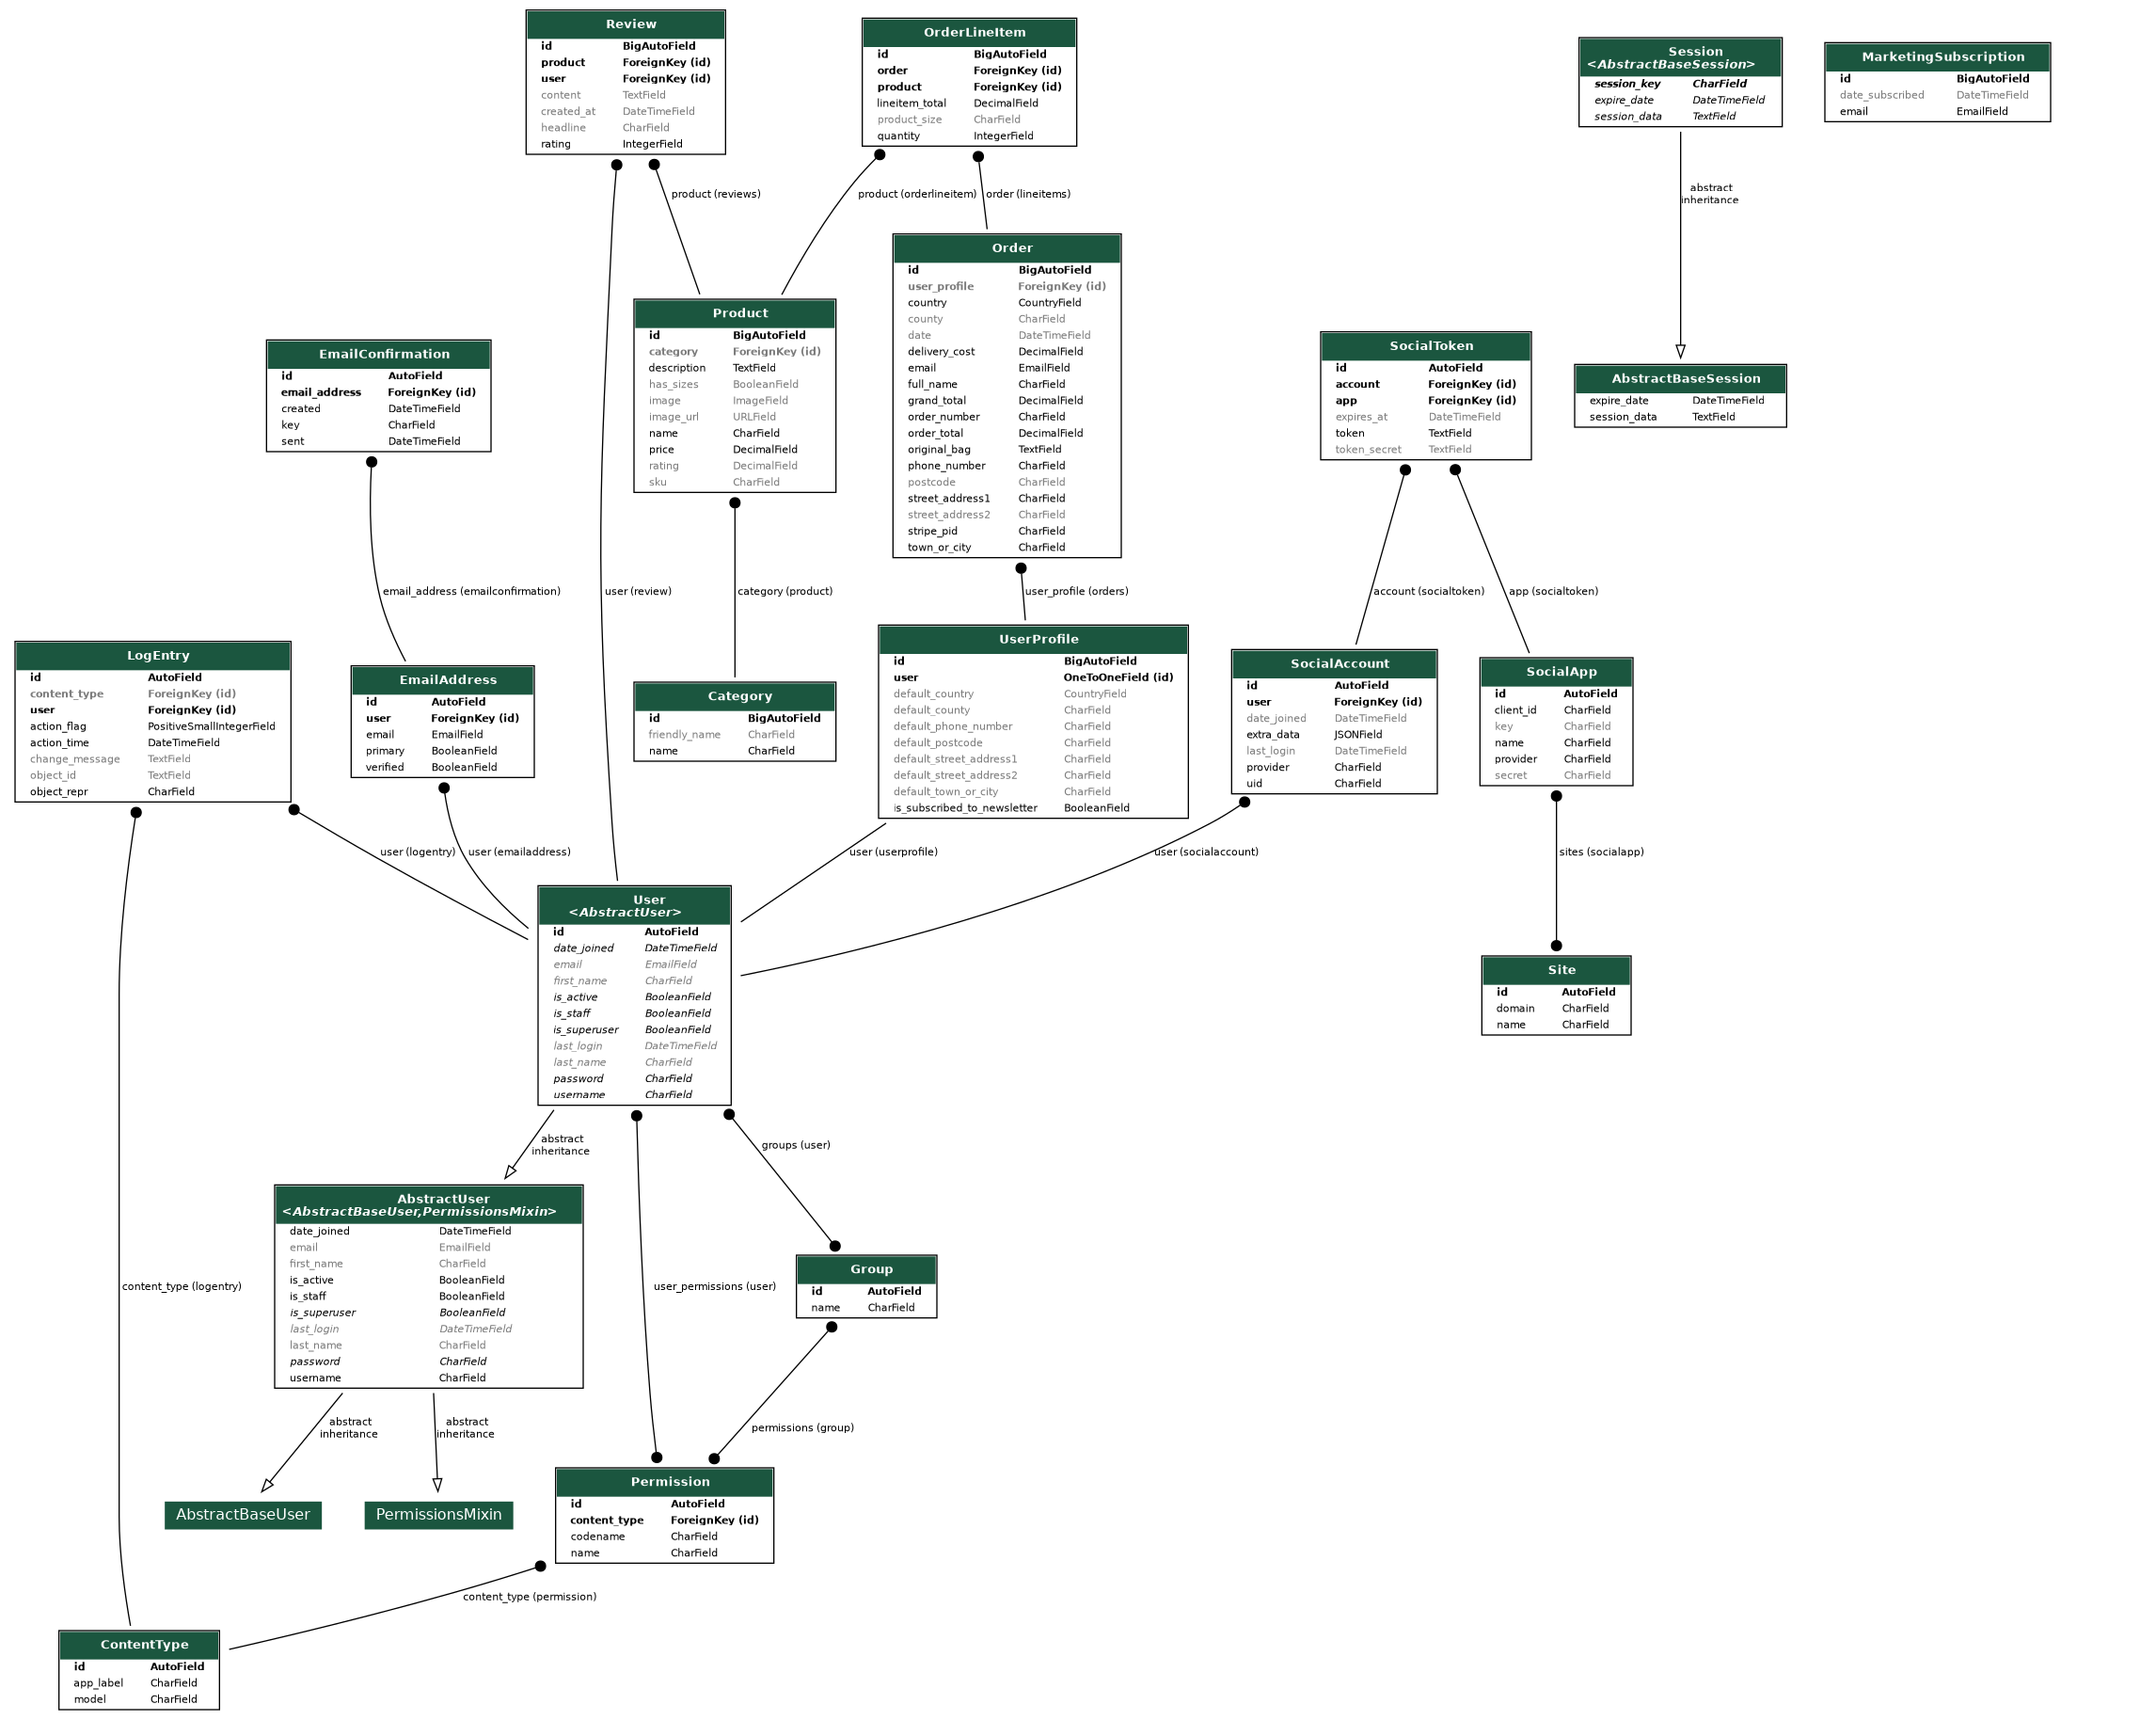 Review
id BigAutoField
product ForeignKey (id)
user ForeignKey (id)
content TextField
created_at DateTimeField
headline CharField
rating IntegerField
OrderLineItem
id BigAutoField
order ForeignKey (id)
product ForeignKey (id)
lineitem_total DecimalField
product_size CharField
quantity IntegerField
Session
<AbstractBaseSession>
session_key CharField
expire_date DateTimeField
session_data TextField
MarketingSubscription
id BigAutoField
date_subscribed DateTimeField
email EmailField
product (reviews)
product (orderlineitem)
order (lineitems)
abstract
inheritance
Order
id BigAutoField
user_profile ForeignKey (id)
country CountryField
county CharField
date DateTimeField
delivery_cost DecimalField
email EmailField
full_name CharField
grand_total DecimalField
order_number CharField
order_total DecimalField
original_bag TextField
phone_number CharField
postcode CharField
street_address1 CharField
street_address2 CharField
stripe_pid CharField
town_or_city CharField
Product
id BigAutoField
category ForeignKey (id)
description TextField
has_sizes BooleanField
image ImageField
image_url URLField
name CharField
price DecimalField
rating DecimalField
sku CharField
EmailConfirmation
id AutoField
email_address ForeignKey (id)
created DateTimeField
key CharField
sent DateTimeField
SocialToken
id AutoField
account ForeignKey (id)
app ForeignKey (id)
expires_at DateTimeField
token TextField
token_secret TextField
AbstractBaseSession
expire_date DateTimeField
session_data TextField
email_address (emailconfirmation)
user (review)
category (product)
user_profile (orders)
account (socialtoken)
app (socialtoken)
LogEntry
id AutoField
content_type ForeignKey (id)
user ForeignKey (id)
action_flag PositiveSmallIntegerField
action_time DateTimeField
change_message TextField
object_id TextField
object_repr CharField
EmailAddress
id AutoField
user ForeignKey (id)
email EmailField
primary BooleanField
verified BooleanField
Category
id BigAutoField
friendly_name CharField
name CharField
UserProfile
id BigAutoField
user OneToOneField (id)
default_country CountryField
default_county CharField
default_phone_number CharField
default_postcode CharField
default_street_address1 CharField
default_street_address2 CharField
default_town_or_city CharField
is_subscribed_to_newsletter BooleanField
SocialAccount
id AutoField
user ForeignKey (id)
date_joined DateTimeField
extra_data JSONField
last_login DateTimeField
provider CharField
uid CharField
SocialApp
id AutoField
client_id CharField
key CharField
name CharField
provider CharField
secret CharField
user (logentry)
user (emailaddress)
user (userprofile)
user (socialaccount)
sites (socialapp)
User
<AbstractUser>
id AutoField
date_joined DateTimeField
email EmailField
first_name CharField
is_active BooleanField
is_staff BooleanField
is_superuser BooleanField
last_login DateTimeField
last_name CharField
password CharField
username CharField
Site
id AutoField
domain CharField
name CharField
abstract
inheritance
groups (user)
AbstractUser
<AbstractBaseUser,PermissionsMixin>
date_joined DateTimeField
email EmailField
first_name CharField
is_active BooleanField
is_staff BooleanField
is_superuser BooleanField
last_login DateTimeField
last_name CharField
password CharField
username CharField
content_type (logentry)
user_permissions (user)
Group
id AutoField
name CharField
abstract
inheritance
abstract
inheritance
permissions (group)
AbstractBaseUser
PermissionsMixin
Permission
id AutoField
content_type ForeignKey (id)
codename CharField
name CharField
content_type (permission)
ContentType
id AutoField
app_label CharField
model CharField